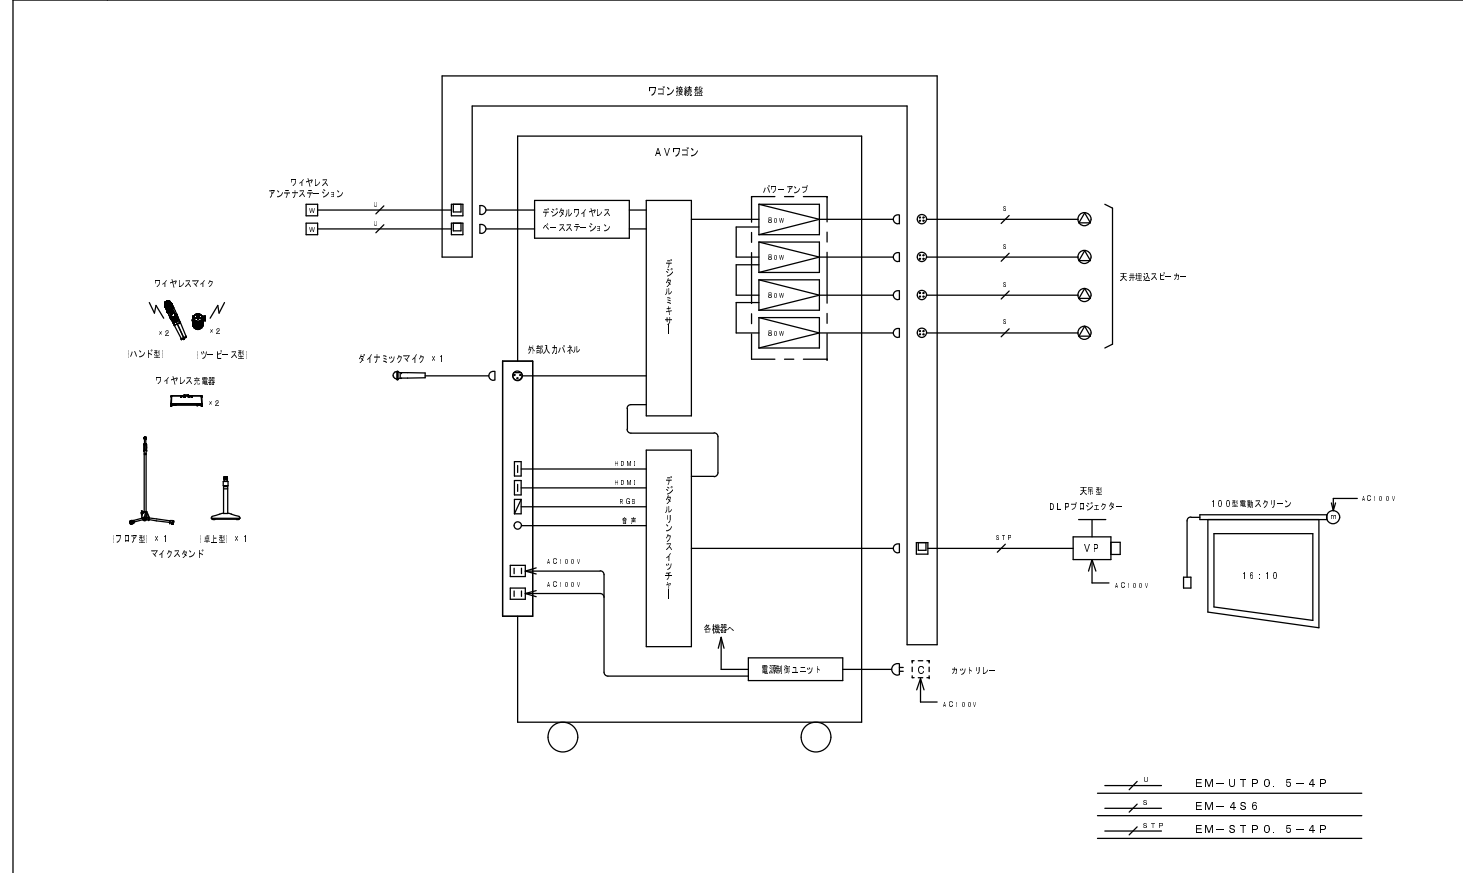 ワゴン接続盤
AVワゴン
ワイヤレス
アンテナステーション
W
U
W
U
デジタルワイヤレス
ベースステーション
デジタルミキサー
パワーアンプ
80W
80W
80W
80W
S
S
S
S
天井埋込スピーカー
ワイヤレスマイク
×2
×2
(ハンド型)
(ツーピース型)
ワイヤレス充電器
×2
(フロア型) ×1
(卓上型) ×1
マイクスタンド
ダイナミックマイク ×1
外部入力パネル
HDMI
HDMI
RGB
音声
AC100V
AC100V
デジタルリンクスイッチャー
各機器へ
電源制御ユニット
C
カットリレー
AC100V
STP
天吊型
DLPプロジェクター
VP
AC100V
100型電動スクリーン
AC100V
m
16:10
U EM-UTP0.5-4P
S EM-4S6
STP EM-STP0.5-4P